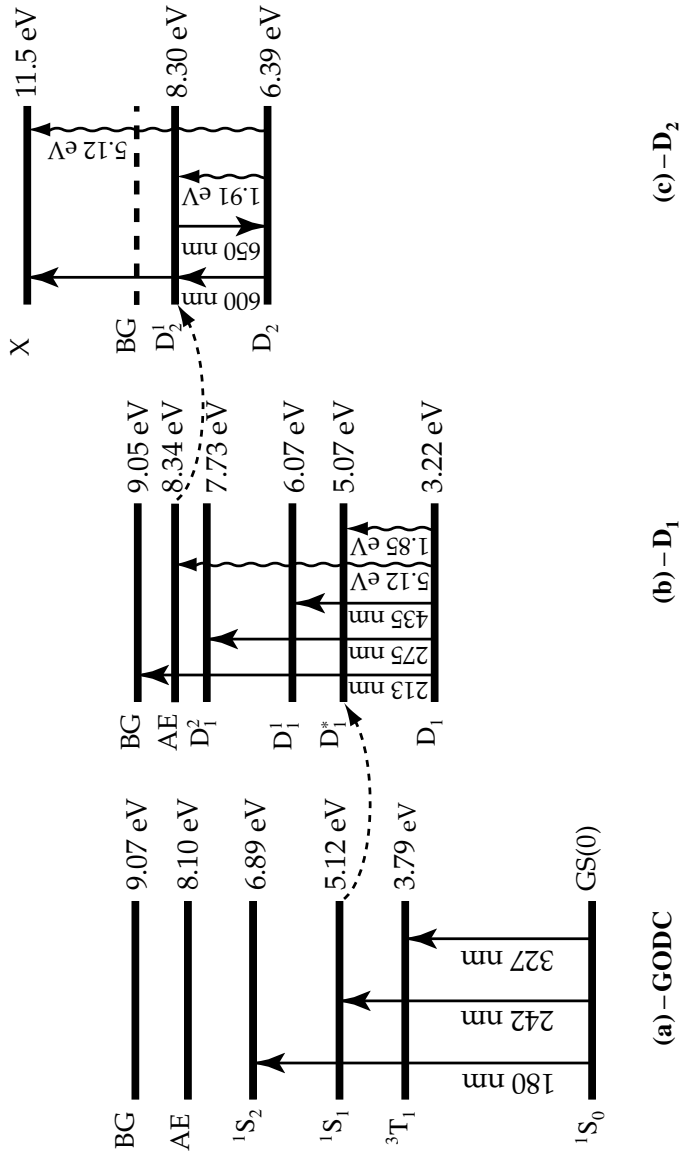 BG 9.07 eV
AE 8.10 eV
¹S₂ 6.89 eV
¹S₁ 5.12 eV
³T₁ 3.79 eV
¹S₀ GS(0)
180 nm
242 nm
327 nm
(a)–GODC
BG 9.05 eV
AE 8.34 eV
D₁² 7.73 eV
D₁¹ 6.07 eV
D₁* 5.07 eV
D₁ 3.22 eV
213 nm
275 nm
435 nm
5.12 eV
1.85 eV
(b)–D₁
X 11.5 eV
BG
D₂¹ 8.30 eV
D₂ 6.39 eV
600 nm
650 nm
1.91 eV
5.12 eV
(c)–D₂